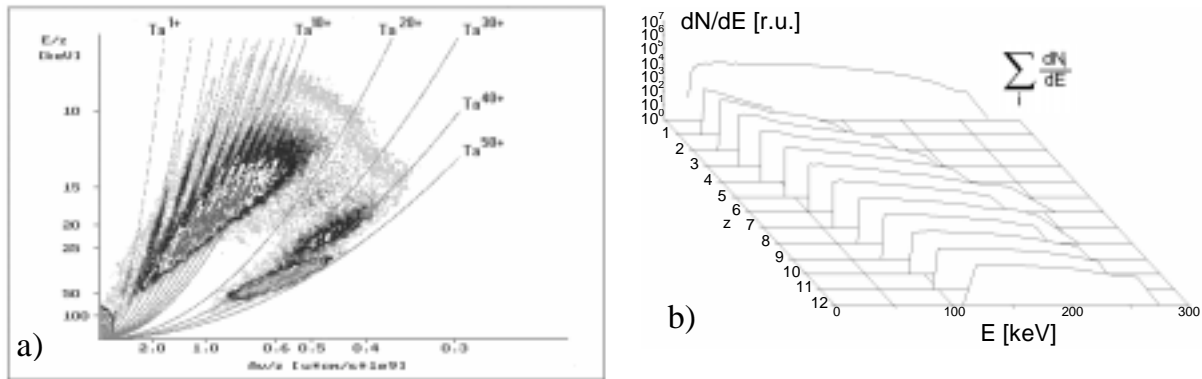 E/z
[keV]
Ta1+
Ta10+
Ta20+
Ta30+
Ta40+
Ta50+
10
15
20
25
50
100
2.0 1.0 0.6 0.5 0.4 0.3
a)
dN/dE [r.u.]
10^7
10^6
10^5
10^4
10^3
10^2
10^1
10^0
∑ dN/dE
i
1
2
3
4
5
6
z 7
8
9
10
11
12
0 100 200 300
E [keV]
b)